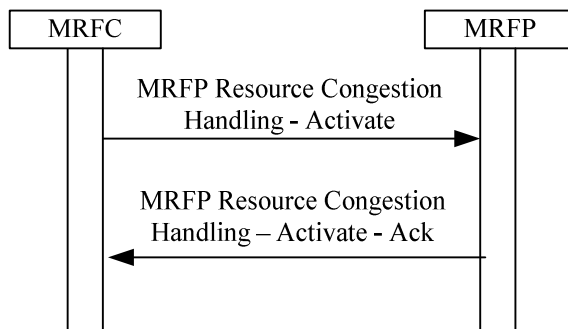 MRFC
MRFP
MRFP Resource Congestion
Handling - Activate
MRFP Resource Congestion
Handling – Activate - Ack